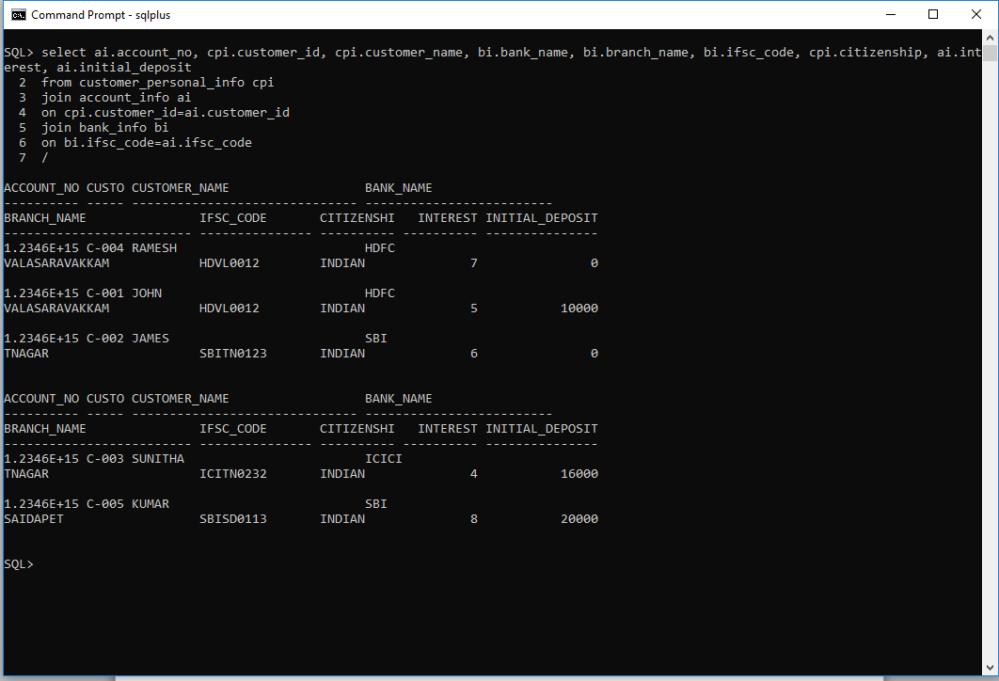 Command Prompt - sqlplus
SQL> select ai.account_no, cpi.customer_id, cpi.customer_name, bi.bank_name, bi.branch_name, bi.ifsc_code, cpi.citizenship, ai.int
erest, ai.initial_deposit
  2  from customer_personal_info cpi
  3  join account_info ai
  4  on cpi.customer_id=ai.customer_id
  5  join bank_info bi
  6  on bi.ifsc_code=ai.ifsc_code
  7  /
ACCOUNT_NO CUSTO CUSTOMER_NAME                  BANK_NAME
---------- ----- ------------------------------ -------------------------
BRANCH_NAME               IFSC_CODE       CITIZENSHI   INTEREST INITIAL_DEPOSIT
------------------------- --------------- ---------- ---------- ---------------
1.2346E+15 C-004 RAMESH                         HDFC
VALASARAVAKKAM            HDVL0012        INDIAN              7               0
1.2346E+15 C-001 JOHN                           HDFC
VALASARAVAKKAM            HDVL0012        INDIAN              5           10000
1.2346E+15 C-002 JAMES                          SBI
TNAGAR                    SBITN0123       INDIAN              6               0
ACCOUNT_NO CUSTO CUSTOMER_NAME                  BANK_NAME
---------- ----- ------------------------------ -------------------------
BRANCH_NAME               IFSC_CODE       CITIZENSHI   INTEREST INITIAL_DEPOSIT
------------------------- --------------- ---------- ---------- ---------------
1.2346E+15 C-003 SUNITHA                        ICICI
TNAGAR                    ICITN0232       INDIAN              4           16000
1.2346E+15 C-005 KUMAR                          SBI
SAIDAPET                  SBISD0113       INDIAN              8           20000
SQL>